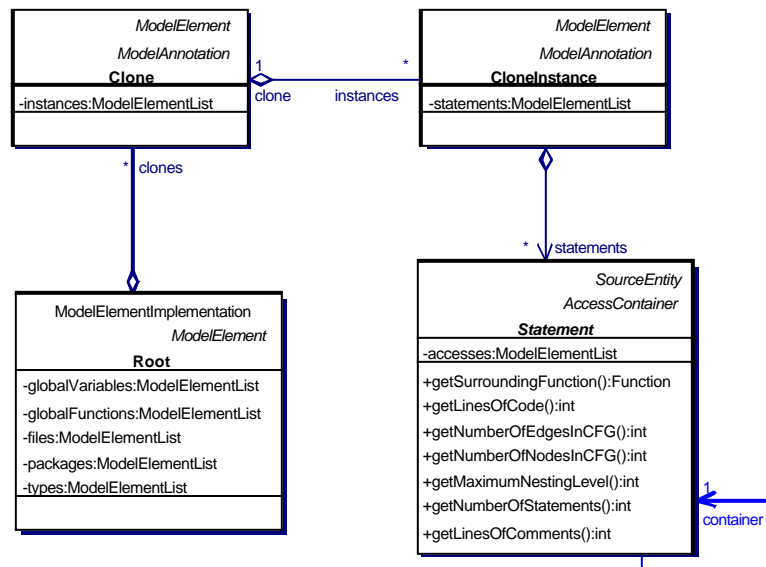 ModelElement
ModelAnnotation
Clone
-instances:ModelElementList
1
clone
instances
*
ModelElement
ModelAnnotation
CloneInstance
-statements:ModelElementList
* clones
* statements
ModelElementImplementation
ModelElement
Root
-globalVariables:ModelElementList
-globalFunctions:ModelElementList
-files:ModelElementList
-packages:ModelElementList
-types:ModelElementList
SourceEntity
AccessContainer
Statement
-accesses:ModelElementList
+getSurroundingFunction():Function
+getLinesOfCode():int
+getNumberOfEdgesInCFG():int
+getNumberOfNodesInCFG():int
+getMaximumNestingLevel():int
+getNumberOfStatements():int
+getLinesOfComments():int
1
container